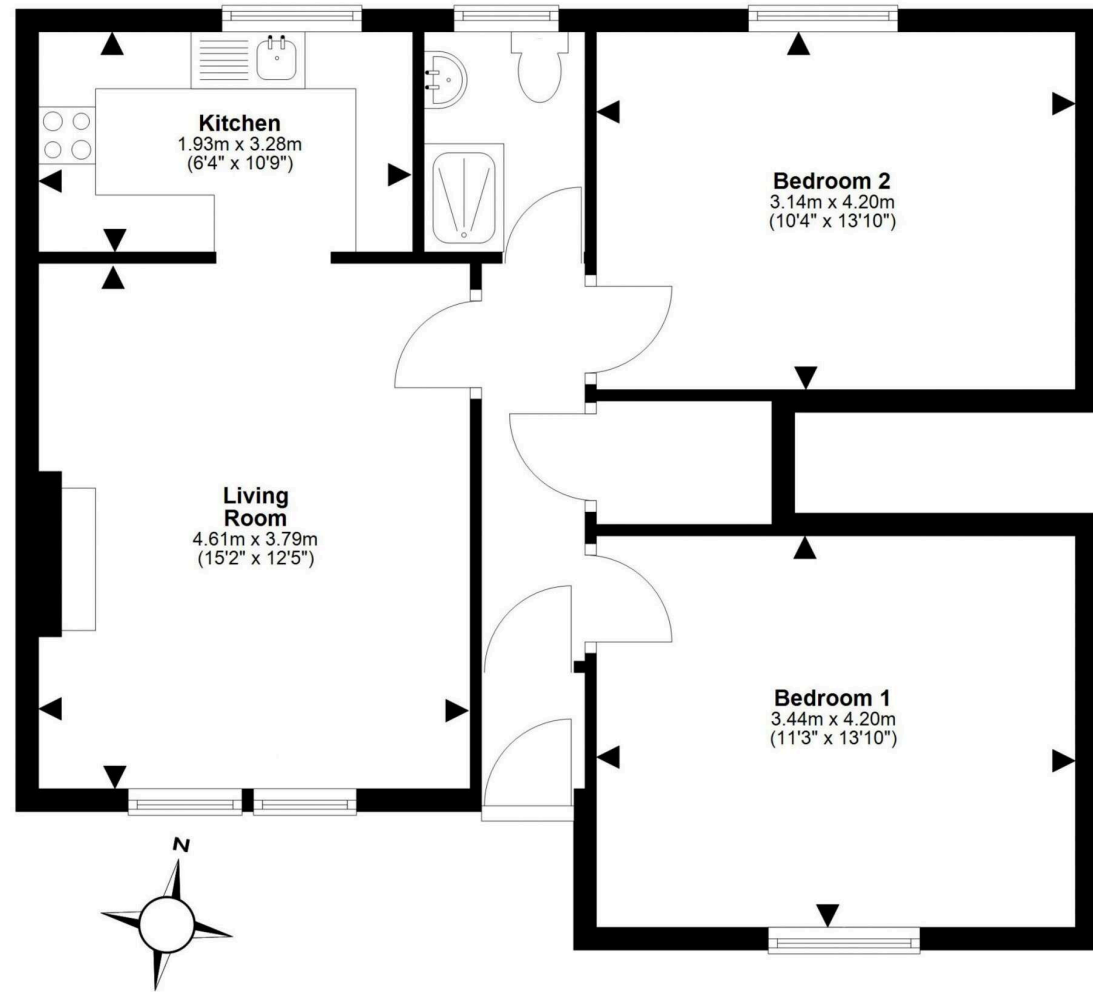 Kitchen
1.93m x 3.28m
(6'4" x 10'9")
Bedroom 2
3.14m x 4.20m
(10'4" x 13'10")
Living
Room
4.61m x 3.79m
(15'2" x 12'5")
Bedroom 1
3.44m x 4.20m
(11'3" x 13'10")
N